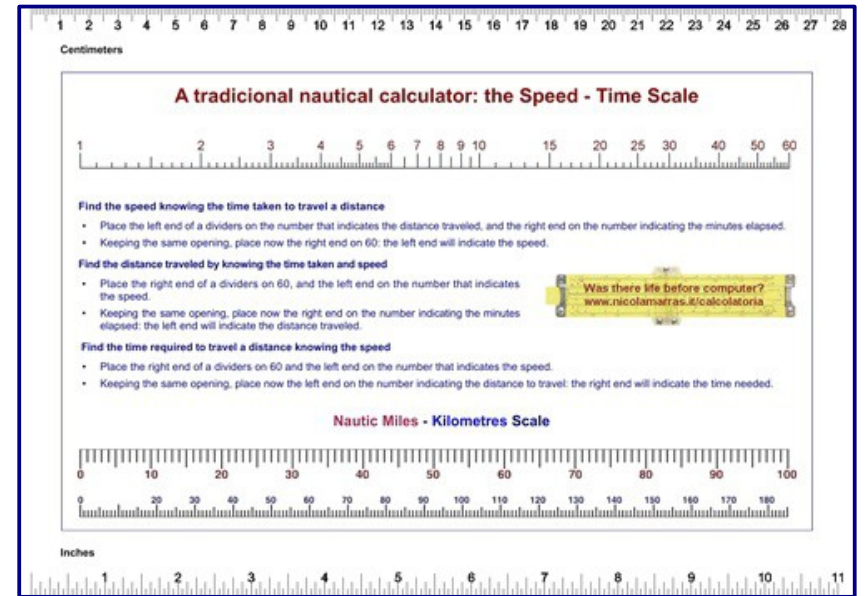 1 2 3 4 5 6 7 8 9 10 11 12 13 14 15 16 17 18 19 20 21 22 23 24 25 26 27 28
Centimeters
A tradicional nautical calculator: the Speed - Time Scale
1 2 3 4 5 6 7 8 9 10 15 20 25 30 40 50 60
Find the speed knowing the time taken to travel a distance
• Place the left end of a dividers on the number that indicates the distance traveled, and the right end on the number indicating the minutes elapsed.
• Keeping the same opening, place now the right end on 60: the left end will indicate the speed.
Find the distance traveled by knowing the time taken and speed
• Place the right end of a dividers on 60, and the left end on the number that indicates
the speed.
• Keeping the same opening, place now the right end on the number indicating the minutes
elapsed: the left end will indicate the distance traveled.
Was there life before computer?
www.nicolamarras.it/calcolatoria
Find the time required to travel a distance knowing the speed
• Place the right end of a dividers on 60 and the left end on the number that indicates the speed.
• Keeping the same opening, place now the left end on the number indicating the distance to travel: the right end will indicate the time needed.
Nautic Miles - Kilometres Scale
0 10 20 30 40 50 60 70 80 90 100
0 20 30 40 50 60 70 80 90 100 110 120 130 140 150 160 170 180
Inches
1 2 3 4 5 6 7 8 9 10 11